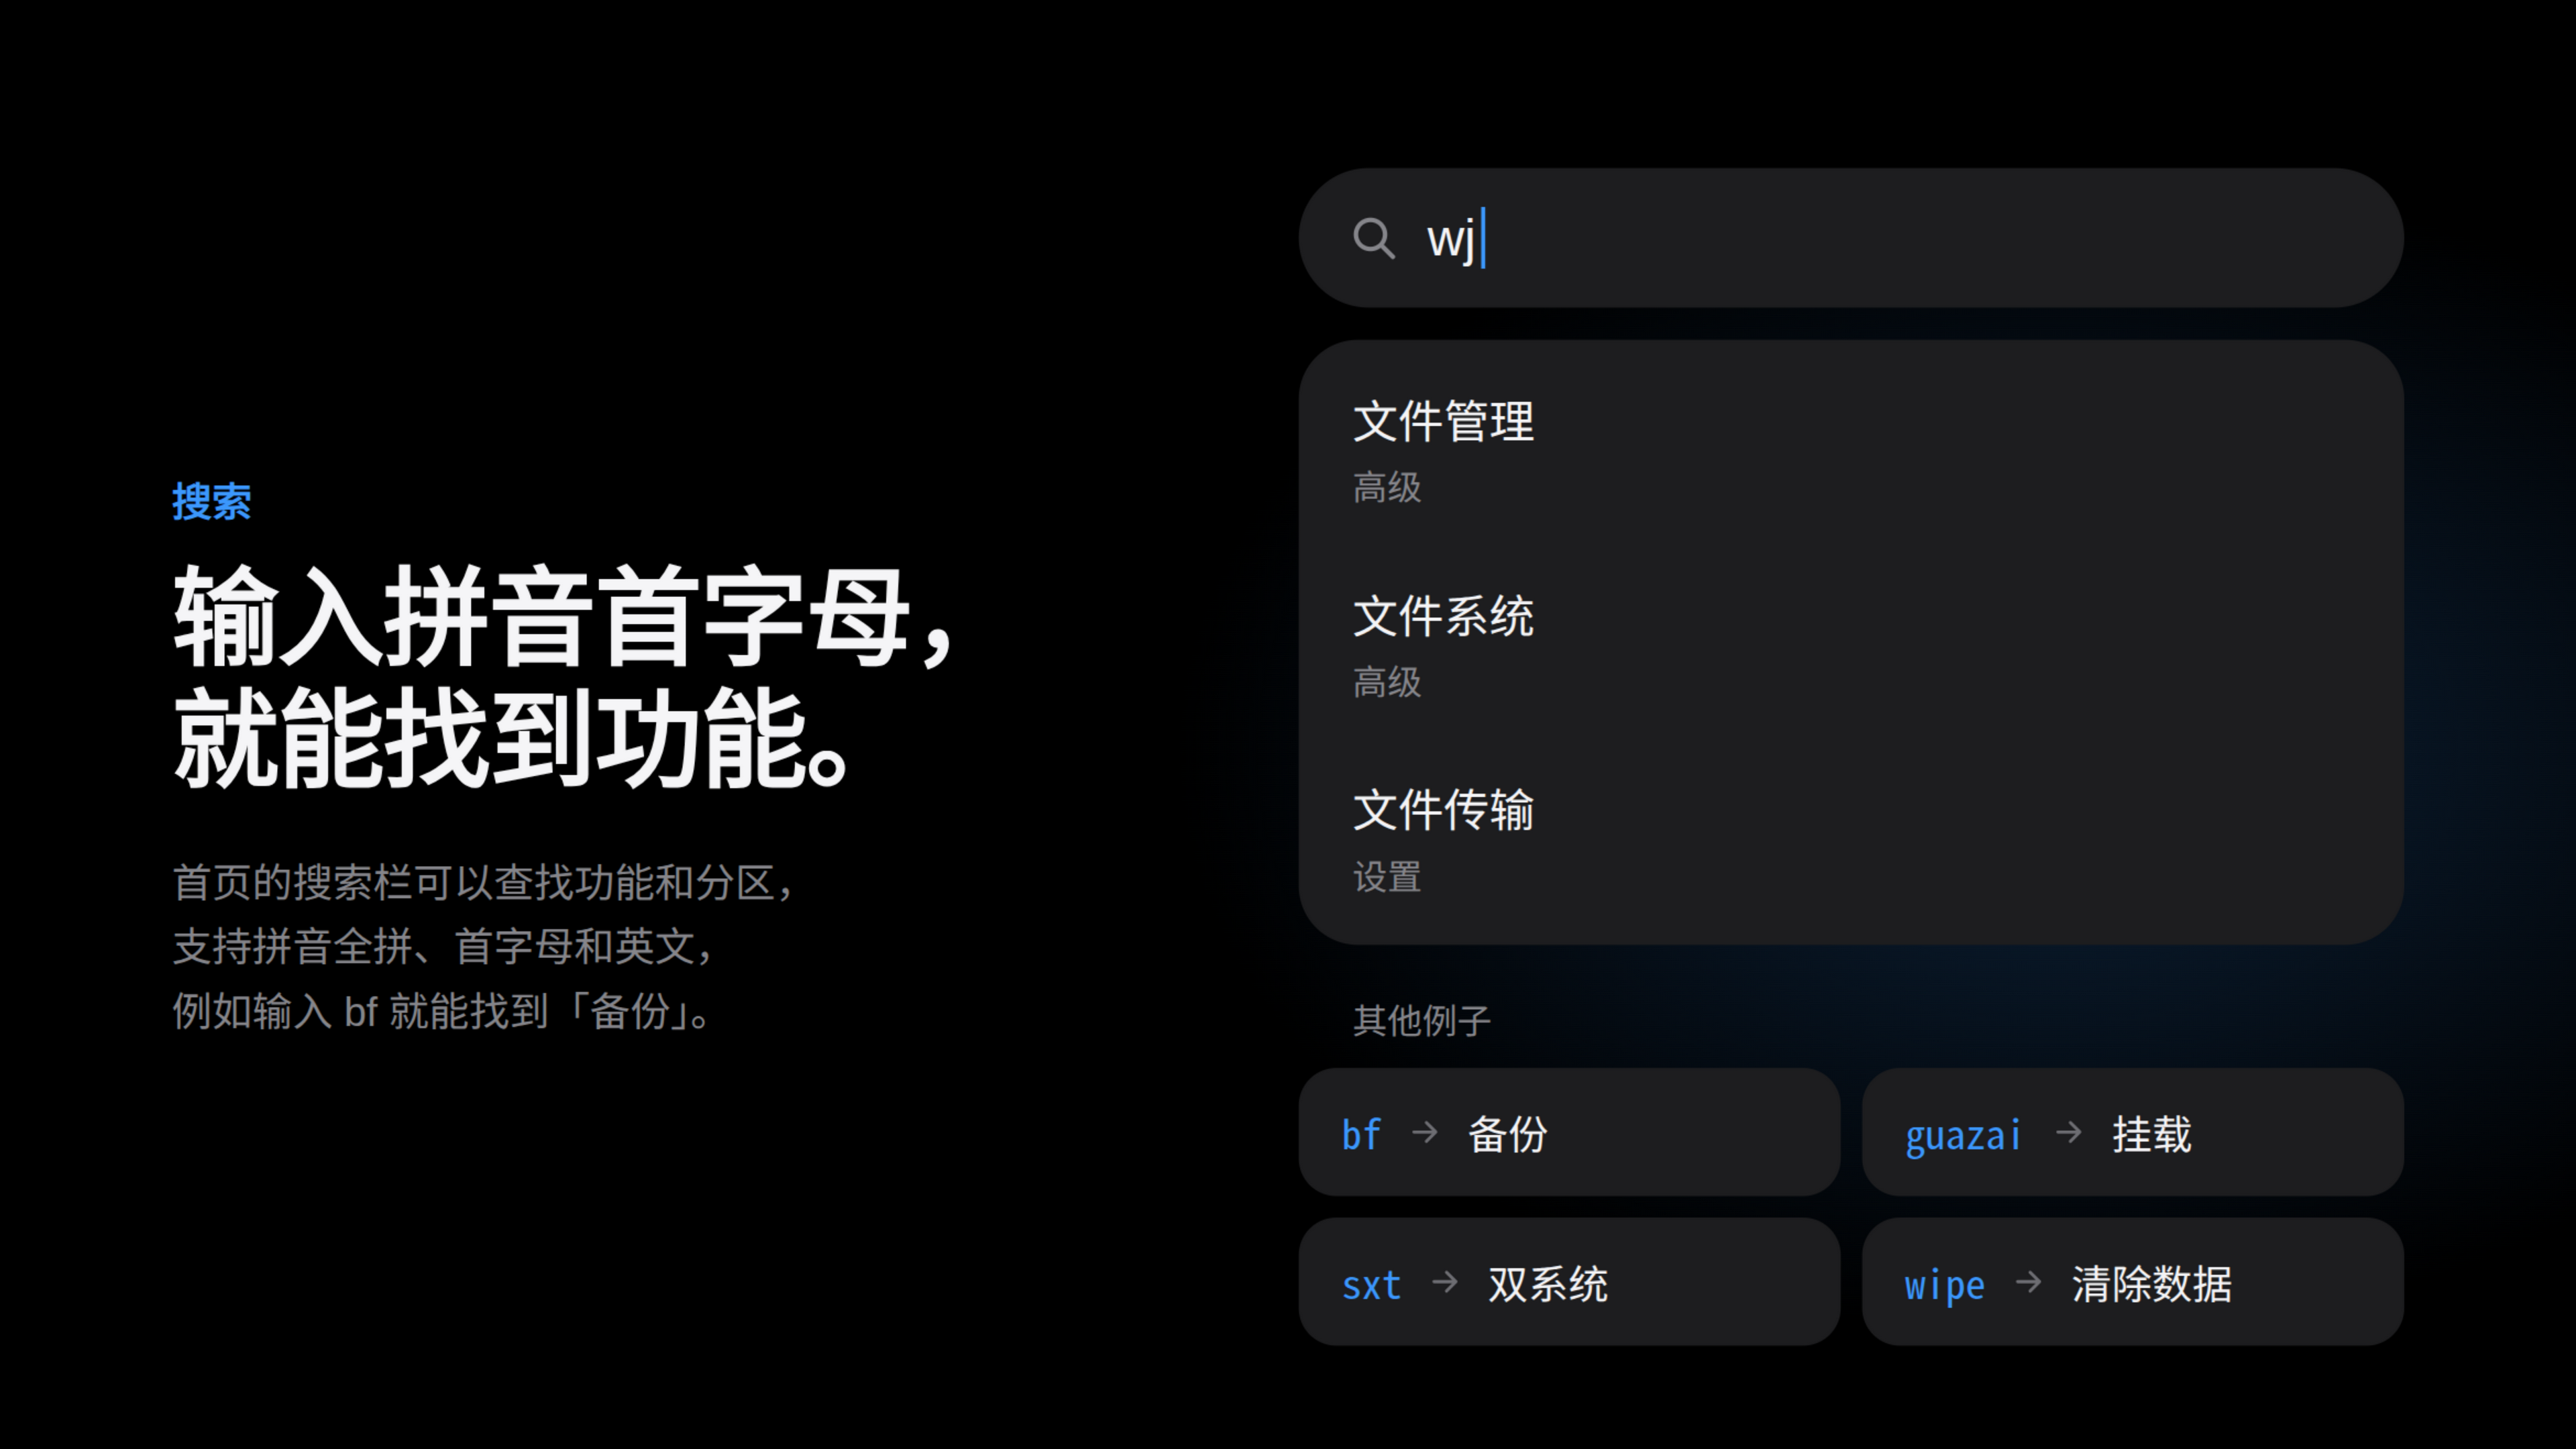 搜索
输入拼音首字母，
就能找到功能。
首页的搜索栏可以查找功能和分区，
支持拼音全拼、首字母和英文，
例如输入 bf 就能找到「备份」。
wj
文件管理
高级
文件系统
高级
文件传输
设置
其他例子
bf → 备份
guazai → 挂载
sxt → 双系统
wipe → 清除数据